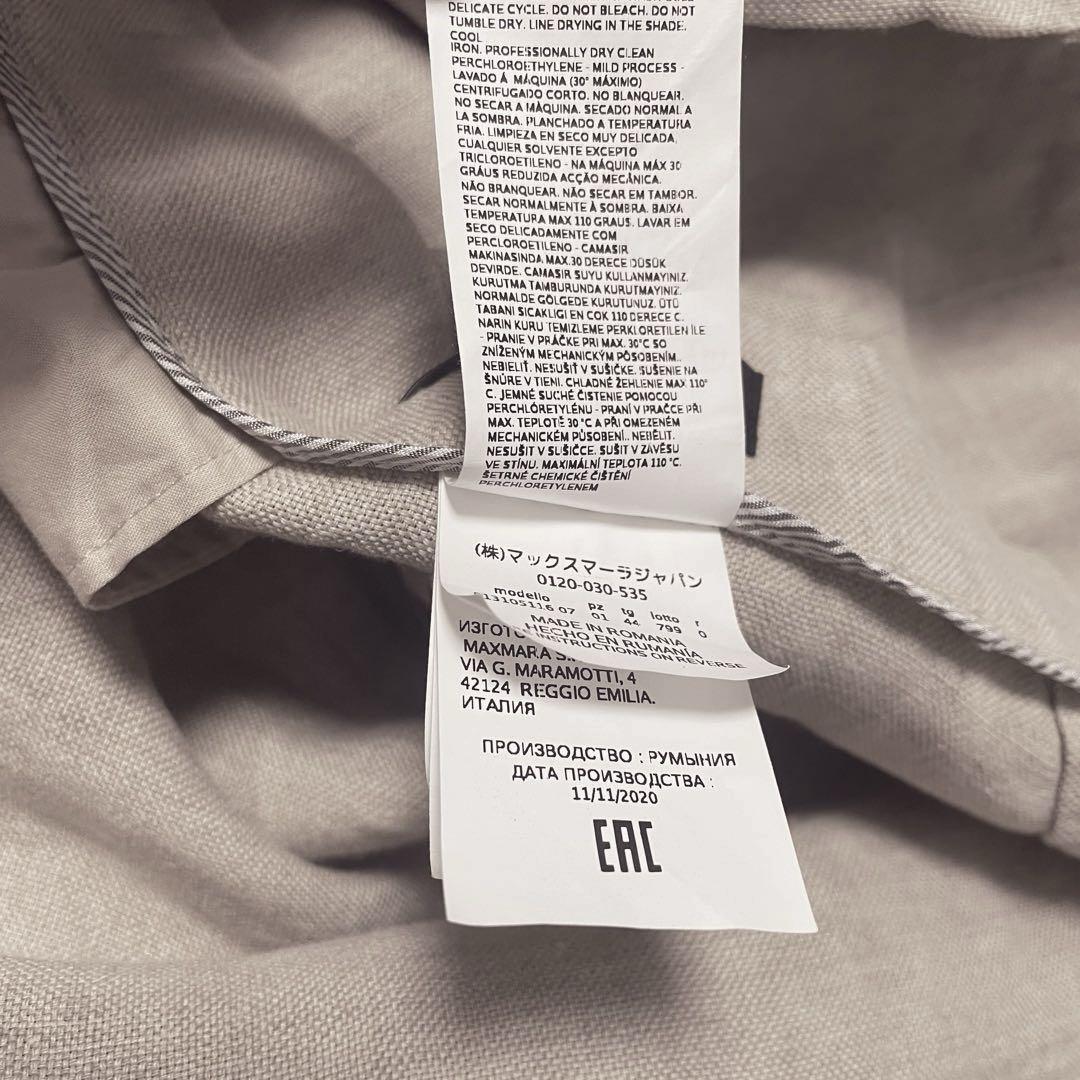 DELICATE CYCLE. DO NOT BLEACH. DO NOT
TUMBLE DRY. LINE DRYING IN THE SHADE.
COOL
IRON. PROFESSIONALLY DRY CLEAN
PERCHLOROETHYLENE - MILD PROCESS -
LAVADO Á MÁQUINA (30° MÁXIMO)
CENTRIFUGADO CORTO. NO BLANQUEAR.
NO SECAR A MÁQUINA. SECADO NORMAL A
LA SOMBRA. PLANCHADO A TEMPERATURA
FRIA. LIMPIEZA EN SECO MUY DELICADA,
CUALQUIER SOLVENTE EXCEPTO
TRICLOROETILENO - NA MÁQUINA MÁX 30
GRÁUS REDUZIDA ACÇÃO MECÂNICA.
NÃO BRANQUEAR. NÃO SECAR EM TAMBOR.
SECAR NORMALMENTE À SOMBRA. BAIXA
TEMPERATURA MAX 110 GRAUS. LAVAR EM
SECO DELICADAMENTE COM
PERCLOROETILENO - CAMASIR
MAKINASINDA MAX.30 DERECE DÜSÜK
DEVIRDE. CAMASIR SUYU KULLANMAYINIZ.
KURUTMA TAMBURUNDA KURUTMAYINIZ.
NORMALDE GÖLGEDE KURUTUNUZ. ÜTÜ
TABANI SICAKLIGI EN COK 110 DERECE C.
NARIN KURU TEMIZLEME PERKLORETILEN İLE
- PRANIE V PRÁČKE PRI MAX. 30°C SO
ZNÍŽENÝM MECHANICKÝM PÔSOBENÍM..
NEBIELIŤ. NESUŠIŤ V SUŠIČKE. SUŠENIE NA
ŠNÚRE V TIENI. CHLADNÉ ŽEHLENIE MAX 110°
C. JEMNÉ SUCHÉ ČISTENIE POMOCOU
PERCHLÓRETYLÉNU - PRANÍ V PRAČCE PŘI
MAX. TEPLOTĚ 30 °C A PŘI OMEZENÉM
MECHANICKÉM PŮSOBENÍ.. NEBĚLIT.
NESUŠIT V SUŠIČCE. SUŠIT V ZÁVĚSU
VE STÍNU. MAXIMÁLNÍ TEPLOTA 110 °C.
ŠETRNÉ CHEMICKÉ ČIŠTĚNÍ
PERCHLORETYLENEM
(株)マックスマーラジャパン
0120-030-535
modello pz tg lotto r
13105116 07 01 44 799 0
MADE IN ROMANIA
HECHO EN RUMANÍA
INSTRUCTIONS ON REVERSE
MAXMARA
VIA G. MARAMOTTI, 4
42124 REGGIO EMILIA.
ИТАЛИЯ
ПРОИЗВОДСТВО : РУМЫНИЯ
ДАТА ПРОИЗВОДСТВА :
11/11/2020
EAC